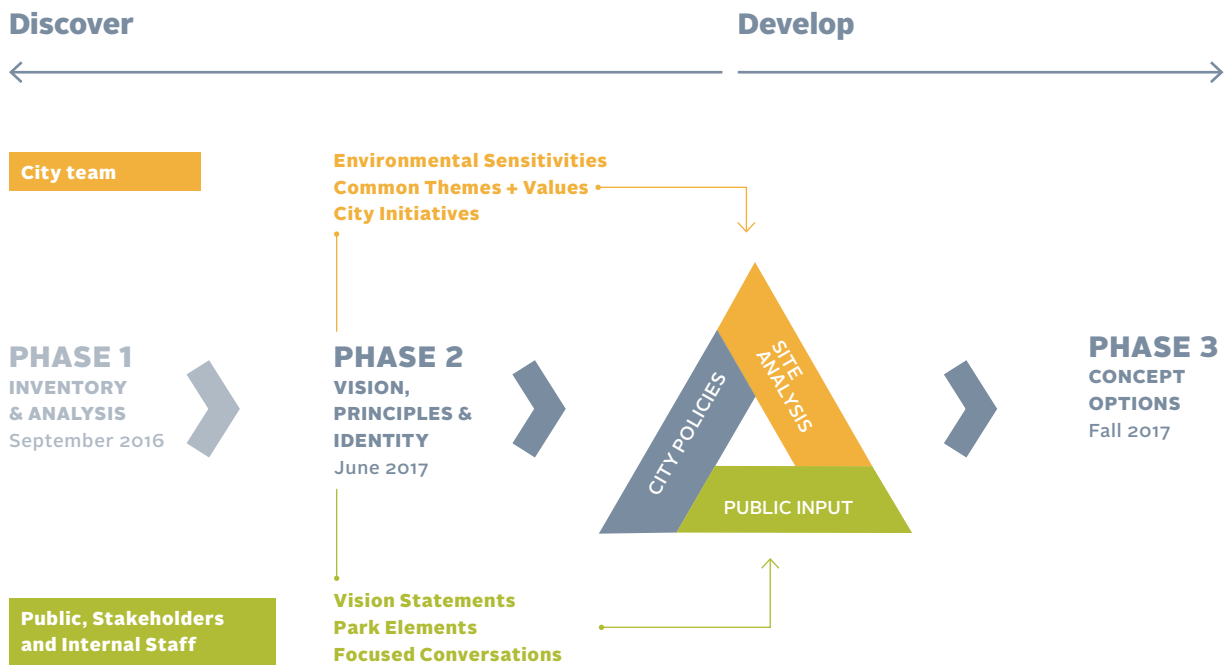 Discover
Develop
City team
Environmental Sensitivities
Common Themes + Values
City Initiatives
PHASE 1
INVENTORY
& ANALYSIS
September 2016
PHASE 2
VISION,
PRINCIPLES &
IDENTITY
June 2017
CITY POLICIES
SITE
ANALYSIS
PUBLIC INPUT
PHASE 3
CONCEPT
OPTIONS
Fall 2017
Public, Stakeholders
and Internal Staff
Vision Statements
Park Elements
Focused Conversations